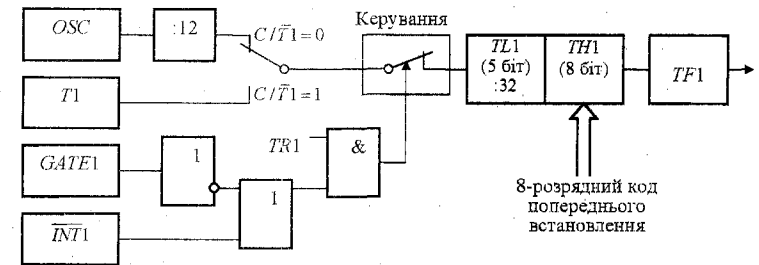 Керування
OSC
:12
C/T̅1=0
TL1
(5 біт)
:32
TH1
(8 біт)
TF1
T1
C/T̅1=1
TR1
&
GATE1
1
1
I̅N̅T̅1
8-розрядний код
попереднього
встановлення